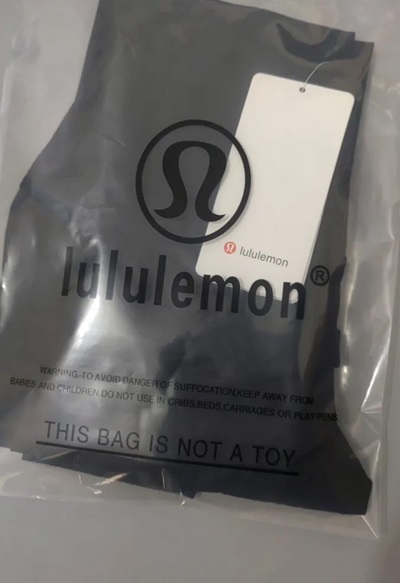 lululemon
lululemon®
WARNING-TO AVOID DANGER OF SUFFOCATION,KEEP AWAY FROM
BABIES AND CHILDREN DO NOT USE IN CRIBS,BEDS,CARRIAGES OR PLAYPENS
THIS BAG IS NOT A TOY